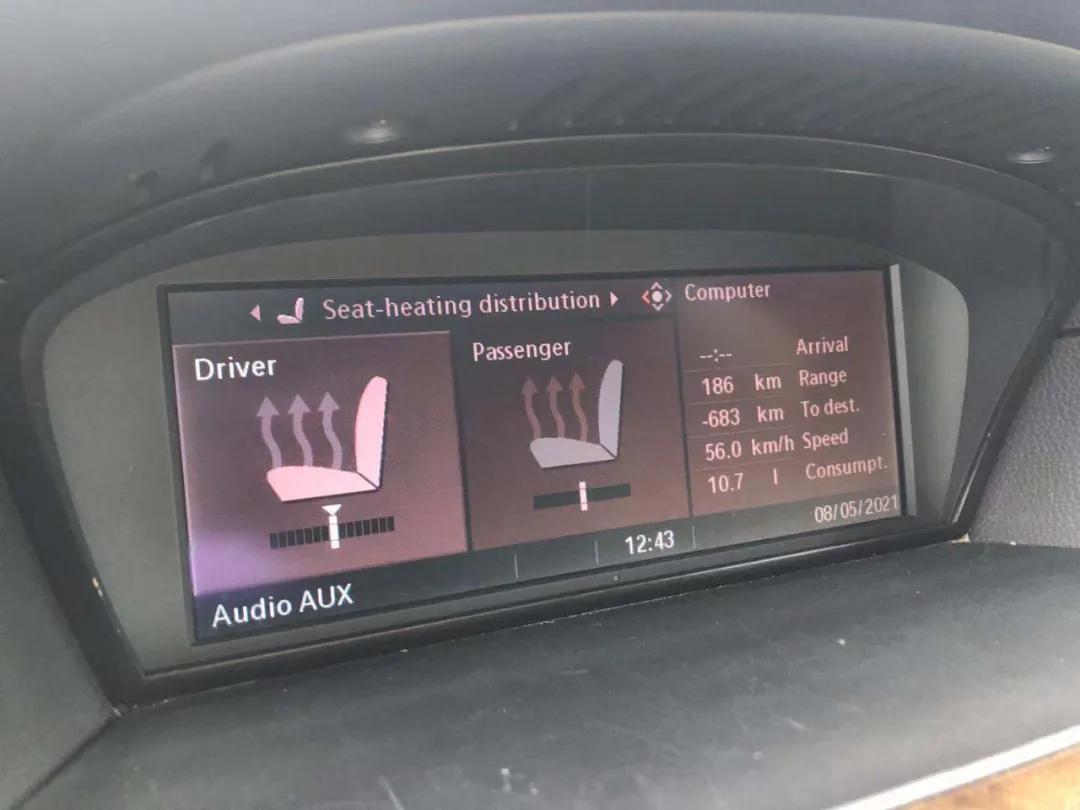 Seat-heating distribution
Driver
Passenger
Audio AUX
12:43
Computer
--:-- Arrival
186 km Range
-683 km To dest.
56.0 km/h Speed
10.7 l Consumpt.
08/05/2021